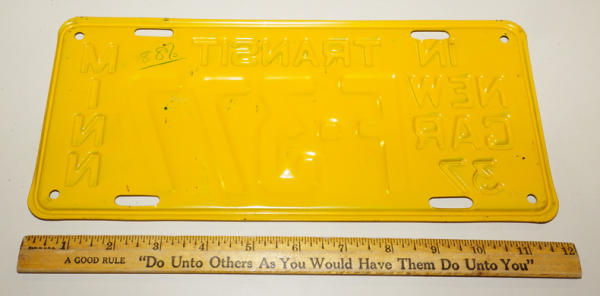 IN TRANSIT
88%
MINN
NEW
CAR
37
1 2 3 4 5 6 7 8 9 10 11 12
A GOOD RULE "Do Unto Others As You Would Have Them Do Unto You"